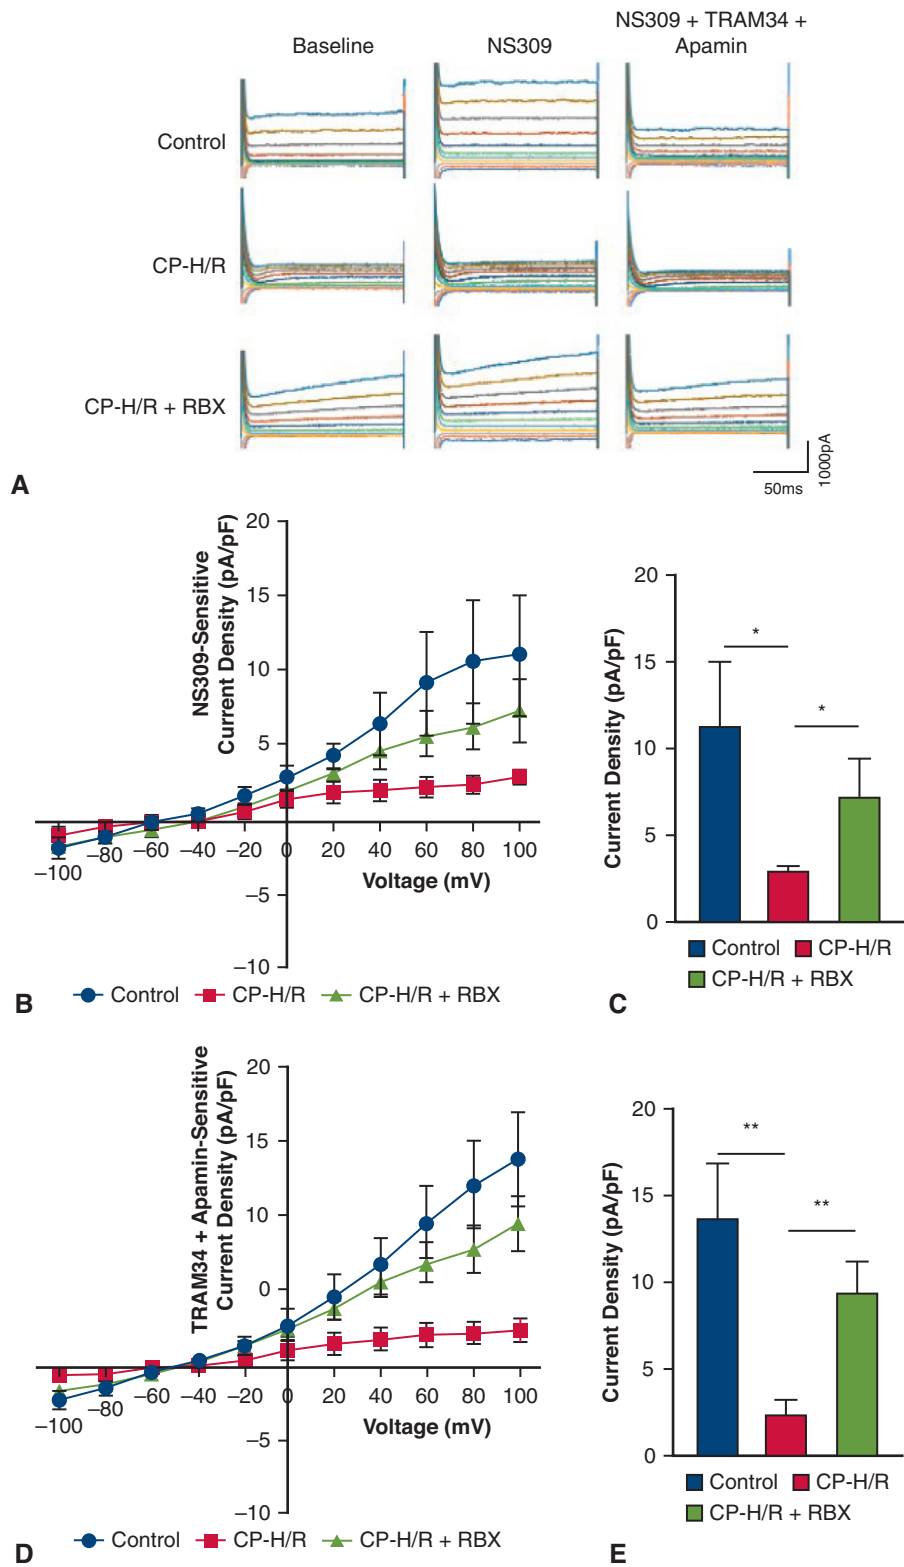 NS309 + TRAM34 +
Baseline NS309 Apamin
Control
CP-H/R
CP-H/R + RBX
1000pA
50ms
A
NS309-Sensitive
Current Density (pA/pF)
20
15
10
5
−5
−10
−100 −80 −60 −40 −20 0 20 40 60 80 100
Voltage (mV)
Control CP-H/R CP-H/R + RBX
B
Current Density (pA/pF)
20
15
10
5
0
*
*
Control CP-H/R
CP-H/R + RBX
C
TRAM34 + Apamin-Sensitive
Current Density (pA/pF)
20
15
10
0
−5
−10
−100 −80 −60 −40 −20 0 20 40 60 80 100
Voltage (mV)
Control CP-H/R CP-H/R + RBX
D
Current Density (pA/pF)
20
15
10
5
0
**
**
Control CP-H/R
CP-H/R + RBX
E